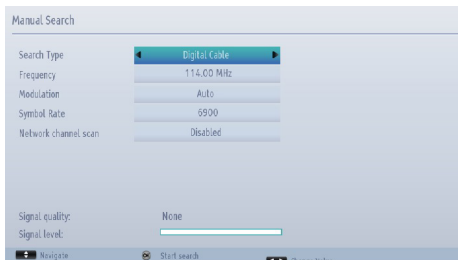 Manual Search
Search Type Digital Cable
Frequency 114.00 MHz
Modulation Auto
Symbol Rate 6900
Network channel scan Disabled
Signal quality: None
Signal level:
Navigate OK Start search